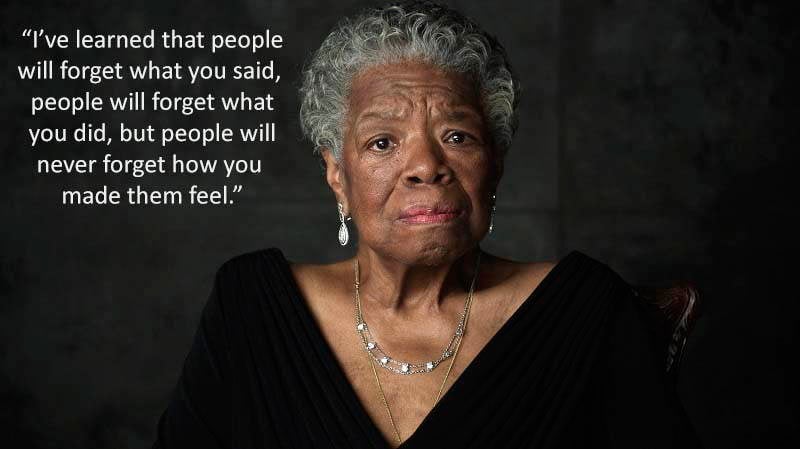 “I’ve learned that people
will forget what you said,
people will forget what
you did, but people will
never forget how you
made them feel.”